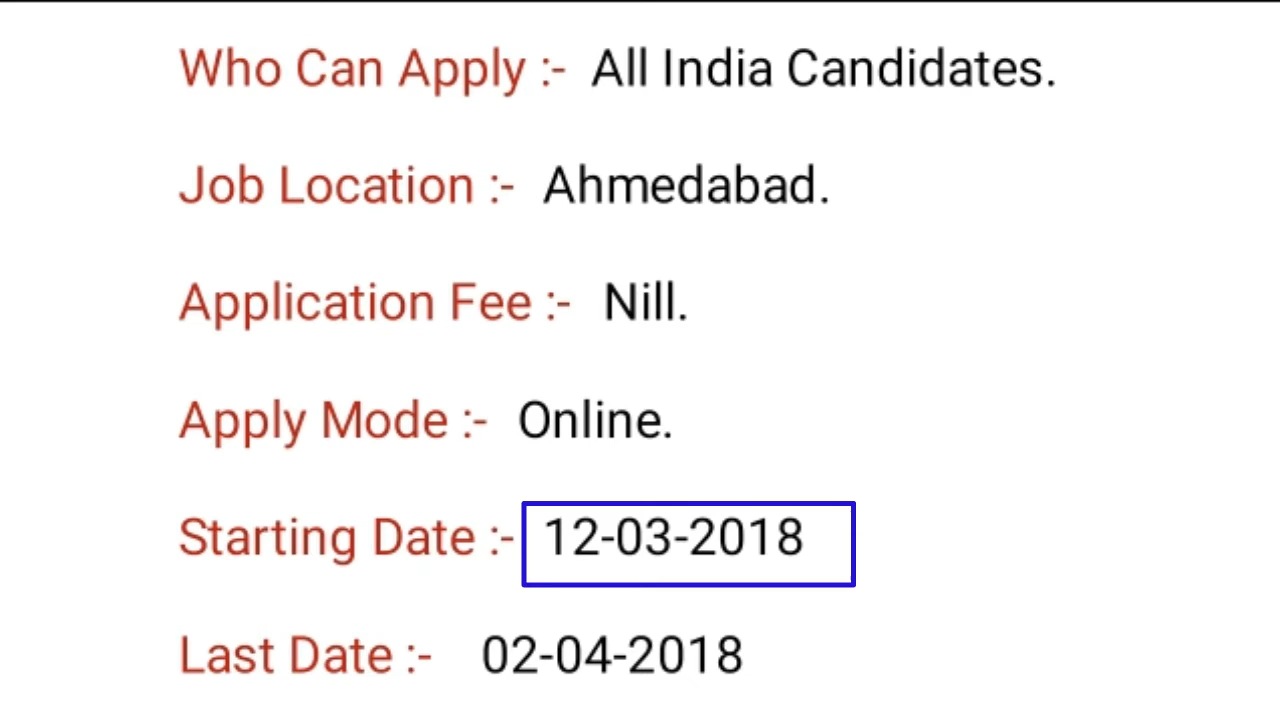 Who Can Apply :- All India Candidates.
Job Location :- Ahmedabad.
Application Fee :- Nill.
Apply Mode :- Online.
Starting Date :- 12-03-2018
Last Date :- 02-04-2018